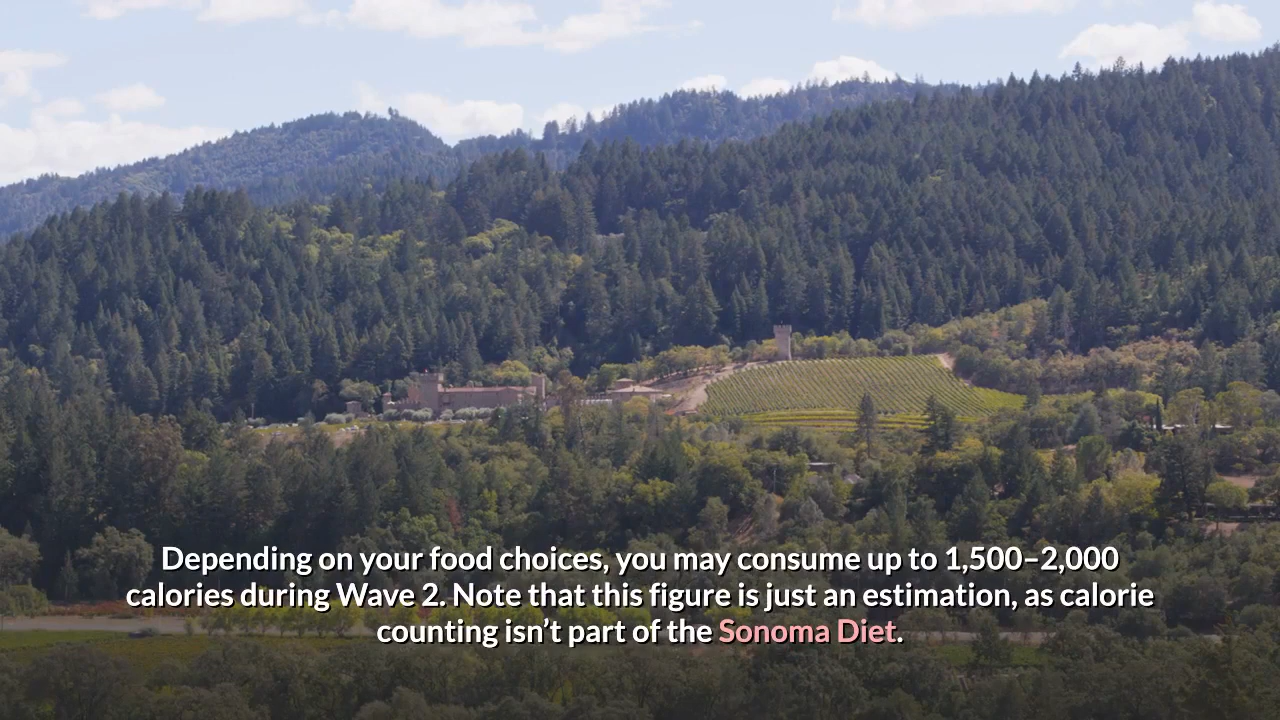 Depending on your food choices, you may consume up to 1,500–2,000
calories during Wave 2. Note that this figure is just an estimation, as calorie
counting isn’t part of the Sonoma Diet.